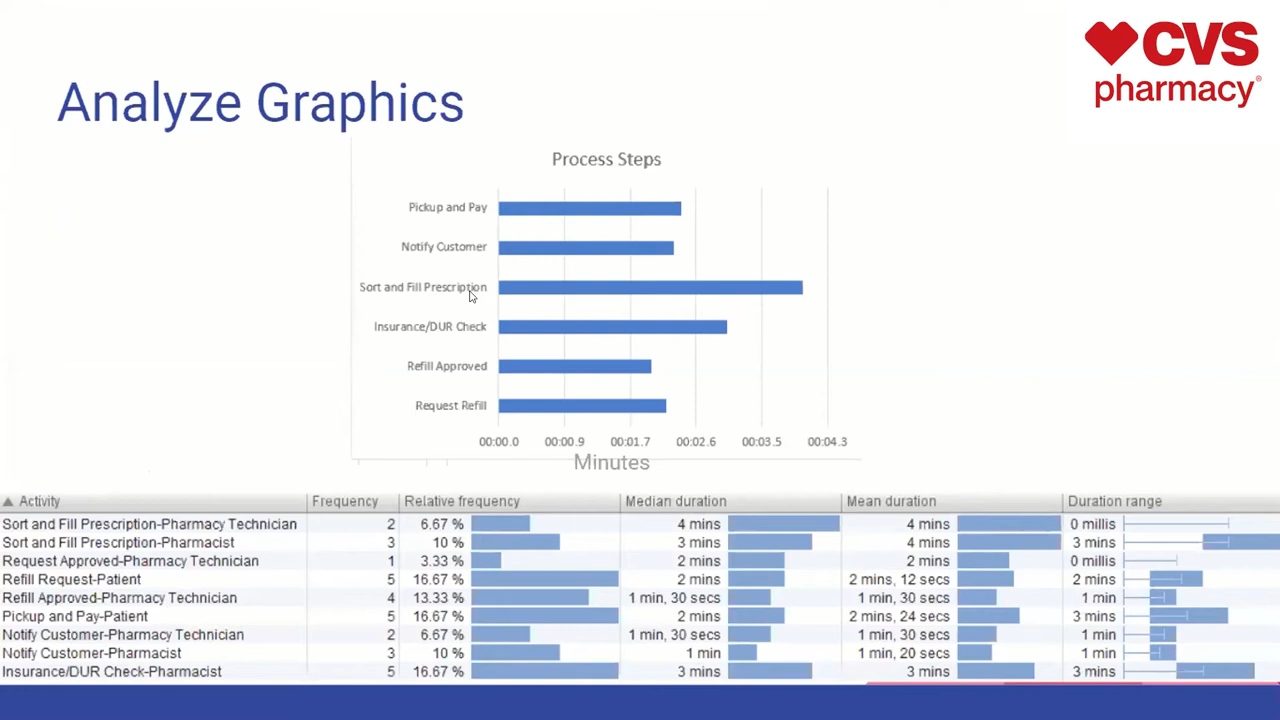 CVS
pharmacy®
Analyze Graphics
Process Steps
Pickup and Pay
Notify Customer
Sort and Fill Prescription
Insurance/DUR Check
Refill Approved
Request Refill
00:00.0 00:00.9 00:01.7 00:02.6 00:03.5 00:04.3
Minutes
▲ Activity Frequency Relative frequency Median duration Mean duration Duration range
Sort and Fill Prescription-Pharmacy Technician 2 6.67 % 4 mins 4 mins 0 millis
Sort and Fill Prescription-Pharmacist 3 10 % 3 mins 4 mins 3 mins
Request Approved-Pharmacy Technician 1 3.33 % 2 mins 2 mins 0 millis
Refill Request-Patient 5 16.67 % 2 mins 2 mins, 12 secs 2 mins
Refill Approved-Pharmacy Technician 4 13.33 % 1 min, 30 secs 1 min, 30 secs 1 min
Pickup and Pay-Patient 5 16.67 % 2 mins 2 mins, 24 secs 3 mins
Notify Customer-Pharmacy Technician 2 6.67 % 1 min, 30 secs 1 min, 30 secs 1 min
Notify Customer-Pharmacist 3 10 % 1 min 1 min, 20 secs 1 min
Insurance/DUR Check-Pharmacist 5 16.67 % 3 mins 3 mins 3 mins